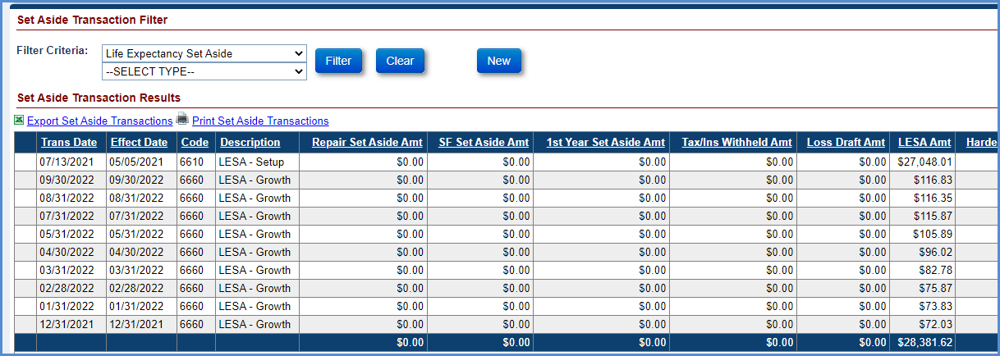 Set Aside Transaction Filter
Filter Criteria: Life Expectancy Set Aside Filter Clear New
--SELECT TYPE--
Set Aside Transaction Results
Export Set Aside Transactions Print Set Aside Transactions
Trans Date Effect Date Code Description Repair Set Aside Amt SF Set Aside Amt 1st Year Set Aside Amt Tax/Ins Withheld Amt Loss Draft Amt LESA Amt Harde
07/13/2021 05/05/2021 6610 LESA - Setup $0.00 $0.00 $0.00 $0.00 $0.00 $27,048.01
09/30/2022 09/30/2022 6660 LESA - Growth $0.00 $0.00 $0.00 $0.00 $0.00 $116.83
08/31/2022 08/31/2022 6660 LESA - Growth $0.00 $0.00 $0.00 $0.00 $0.00 $116.35
07/31/2022 07/31/2022 6660 LESA - Growth $0.00 $0.00 $0.00 $0.00 $0.00 $115.87
05/31/2022 05/31/2022 6660 LESA - Growth $0.00 $0.00 $0.00 $0.00 $0.00 $105.89
04/30/2022 04/30/2022 6660 LESA - Growth $0.00 $0.00 $0.00 $0.00 $0.00 $96.02
03/31/2022 03/31/2022 6660 LESA - Growth $0.00 $0.00 $0.00 $0.00 $0.00 $82.78
02/28/2022 02/28/2022 6660 LESA - Growth $0.00 $0.00 $0.00 $0.00 $0.00 $75.87
01/31/2022 01/31/2022 6660 LESA - Growth $0.00 $0.00 $0.00 $0.00 $0.00 $73.83
12/31/2021 12/31/2021 6660 LESA - Growth $0.00 $0.00 $0.00 $0.00 $0.00 $72.03
$0.00 $0.00 $0.00 $0.00 $0.00 $28,381.62